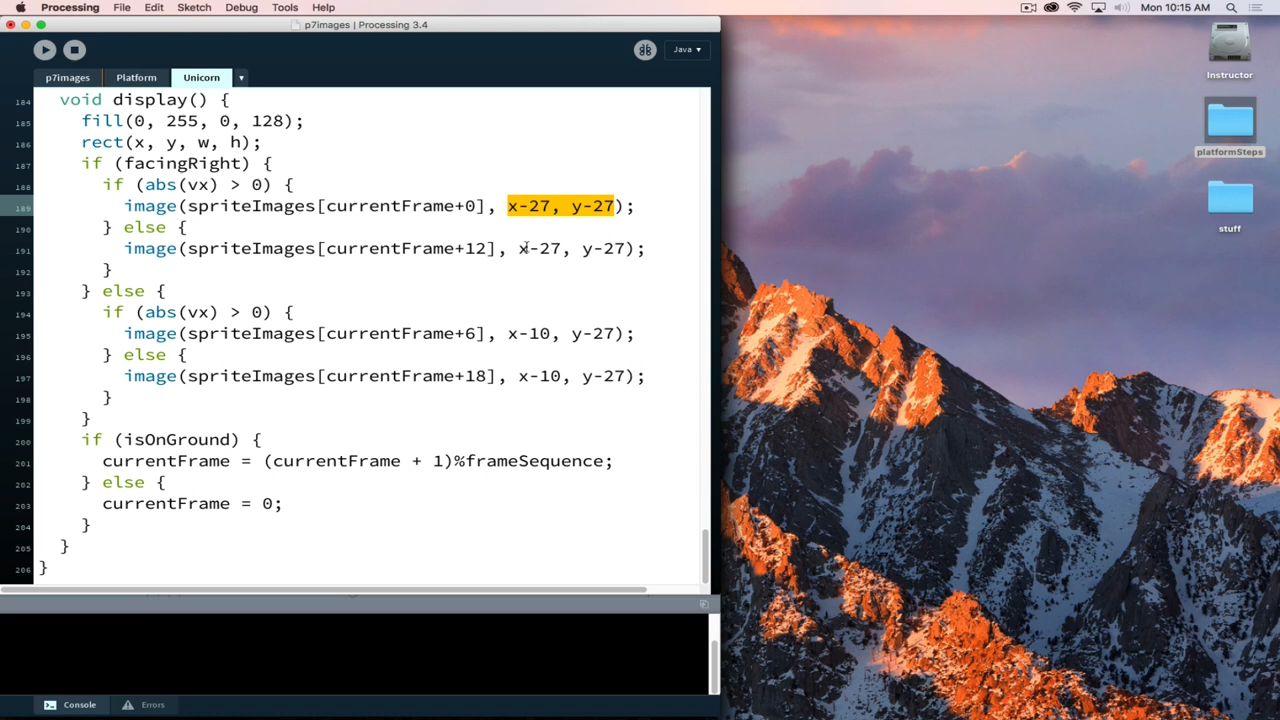 Processing File Edit Sketch Debug Tools Help Mon 10:15 AM
p7images | Processing 3.4
Java ▾
p7images Platform Unicorn ▾
184 void display() {
185 fill(0, 255, 0, 128);
186 rect(x, y, w, h);
187 if (facingRight) {
188 if (abs(vx) > 0) {
189 image(spriteImages[currentFrame+0], x-27, y-27);
190 } else {
191 image(spriteImages[currentFrame+12], x-27, y-27);
192 }
193 } else {
194 if (abs(vx) > 0) {
195 image(spriteImages[currentFrame+6], x-10, y-27);
196 } else {
197 image(spriteImages[currentFrame+18], x-10, y-27);
198 }
199 }
200 if (isOnGround) {
201 currentFrame = (currentFrame + 1)%frameSequence;
202 } else {
203 currentFrame = 0;
204 }
205 }
206 }
Console Errors
Instructor
platformSteps
stuff